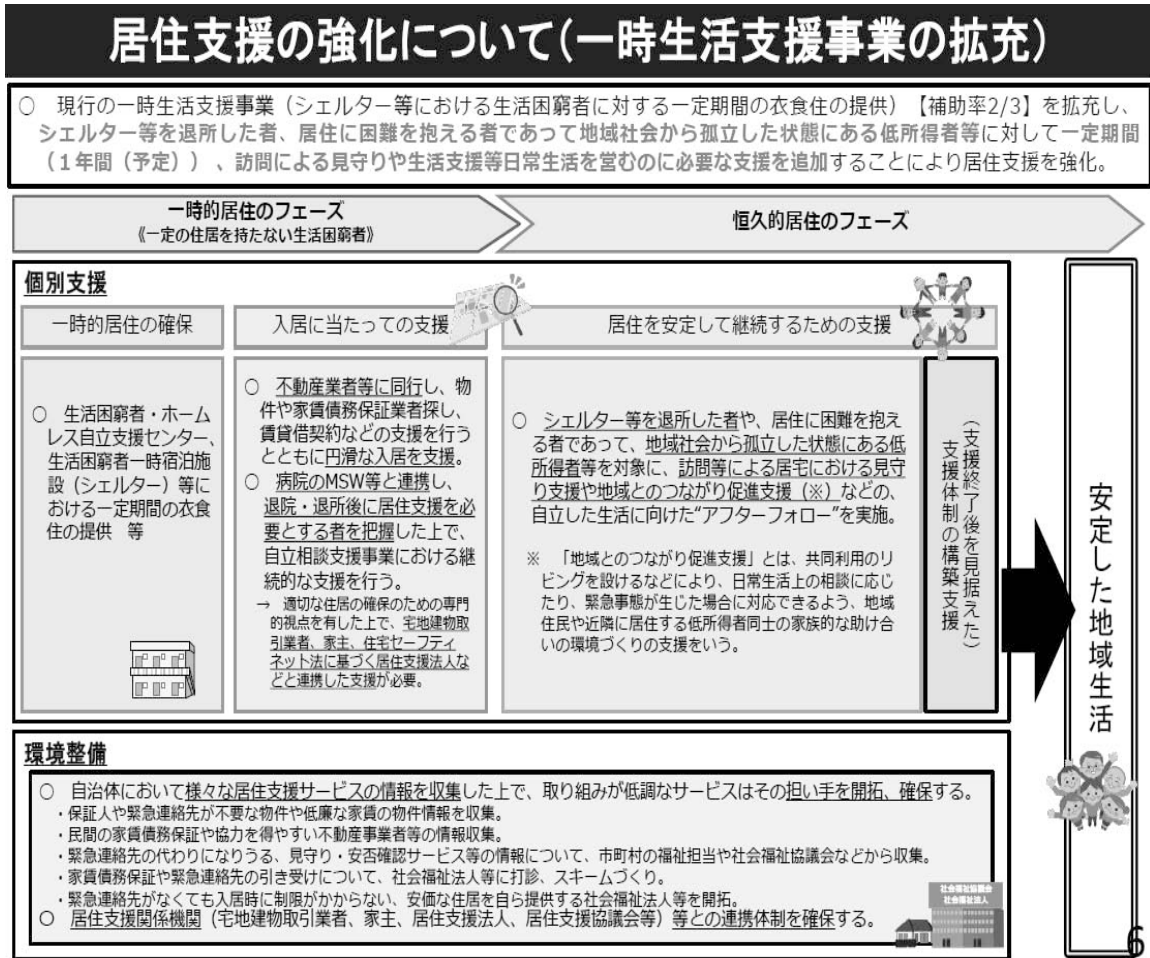 居住支援の強化について(一時生活支援事業の拡充)
○ 現行の一時生活支援事業(シェルター等における生活困窮者に対する一定期間の衣食住の提供)【補助率2/3】を拡充し、
シェルター等を退所した者、居住に困難を抱える者であって地域社会から孤立した状態にある低所得者等に対して一定期間
(1年間(予定))、訪問による見守りや生活支援等日常生活を営むのに必要な支援を追加することにより居住支援を強化。
一時的居住のフェーズ
《一定の住居を持たない生活困窮者》
恒久的居住のフェーズ
個別支援
一時的居住の確保
○ 生活困窮者・ホーム
レス自立支援センター、
生活困窮者一時宿泊施
設(シェルター)等に
おける一定期間の衣食
住の提供 等
入居に当たっての支援
○ 不動産業者等に同行し、物
件や家賃債務保証業者探し、
賃貸借契約などの支援を行う
とともに円滑な入居を支援。
○ 病院のMSW等と連携し、
退院・退所後に居住支援を必
要とする者を把握した上で、
自立相談支援事業における継
続的な支援を行う。
→ 適切な住居の確保のための専門
的視点を有した上で、宅地建物取
引業者、家主、住宅セーフティ
ネット法に基づく居住支援法人な
どと連携した支援が必要。
居住を安定して継続するための支援
○ シェルター等を退所した者や、居住に困難を抱え
る者であって、地域社会から孤立した状態にある低
所得者等を対象に、訪問等による居宅における見守
り支援や地域とのつながり促進支援(※)などの、
自立した生活に向けた“アフターフォロー”を実施。
※ 「地域とのつながり促進支援」とは、共同利用のリ
ビングを設けるなどにより、日常生活上の相談に応じ
たり、緊急事態が生じた場合に対応できるよう、地域
住民や近隣に居住する低所得者同士の家族的な助け合
いの環境づくりの支援をいう。
(支援終了後を見据えた)
支援体制の構築支援
安定した地域生活
環境整備
○ 自治体において様々な居住支援サービスの情報を収集した上で、取り組みが低調なサービスはその担い手を開拓、確保する。
・保証人や緊急連絡先が不要な物件や低廉な家賃の物件情報を収集。
・民間の家賃債務保証や協力を得やすい不動産事業者等の情報収集。
・緊急連絡先の代わりになりうる、見守り・安否確認サービス等の情報について、市町村の福祉担当や社会福祉協議会などから収集。
・家賃債務保証や緊急連絡先の引き受けについて、社会福祉法人等に打診、スキームづくり。
・緊急連絡先がなくても入居時に制限がかからない、安価な住居を自ら提供する社会福祉法人等を開拓。
○ 居住支援関係機関(宅地建物取引業者、家主、居住支援法人、居住支援協議会等)等との連携体制を確保する。
社会福祉協議会
社会福祉法人
6